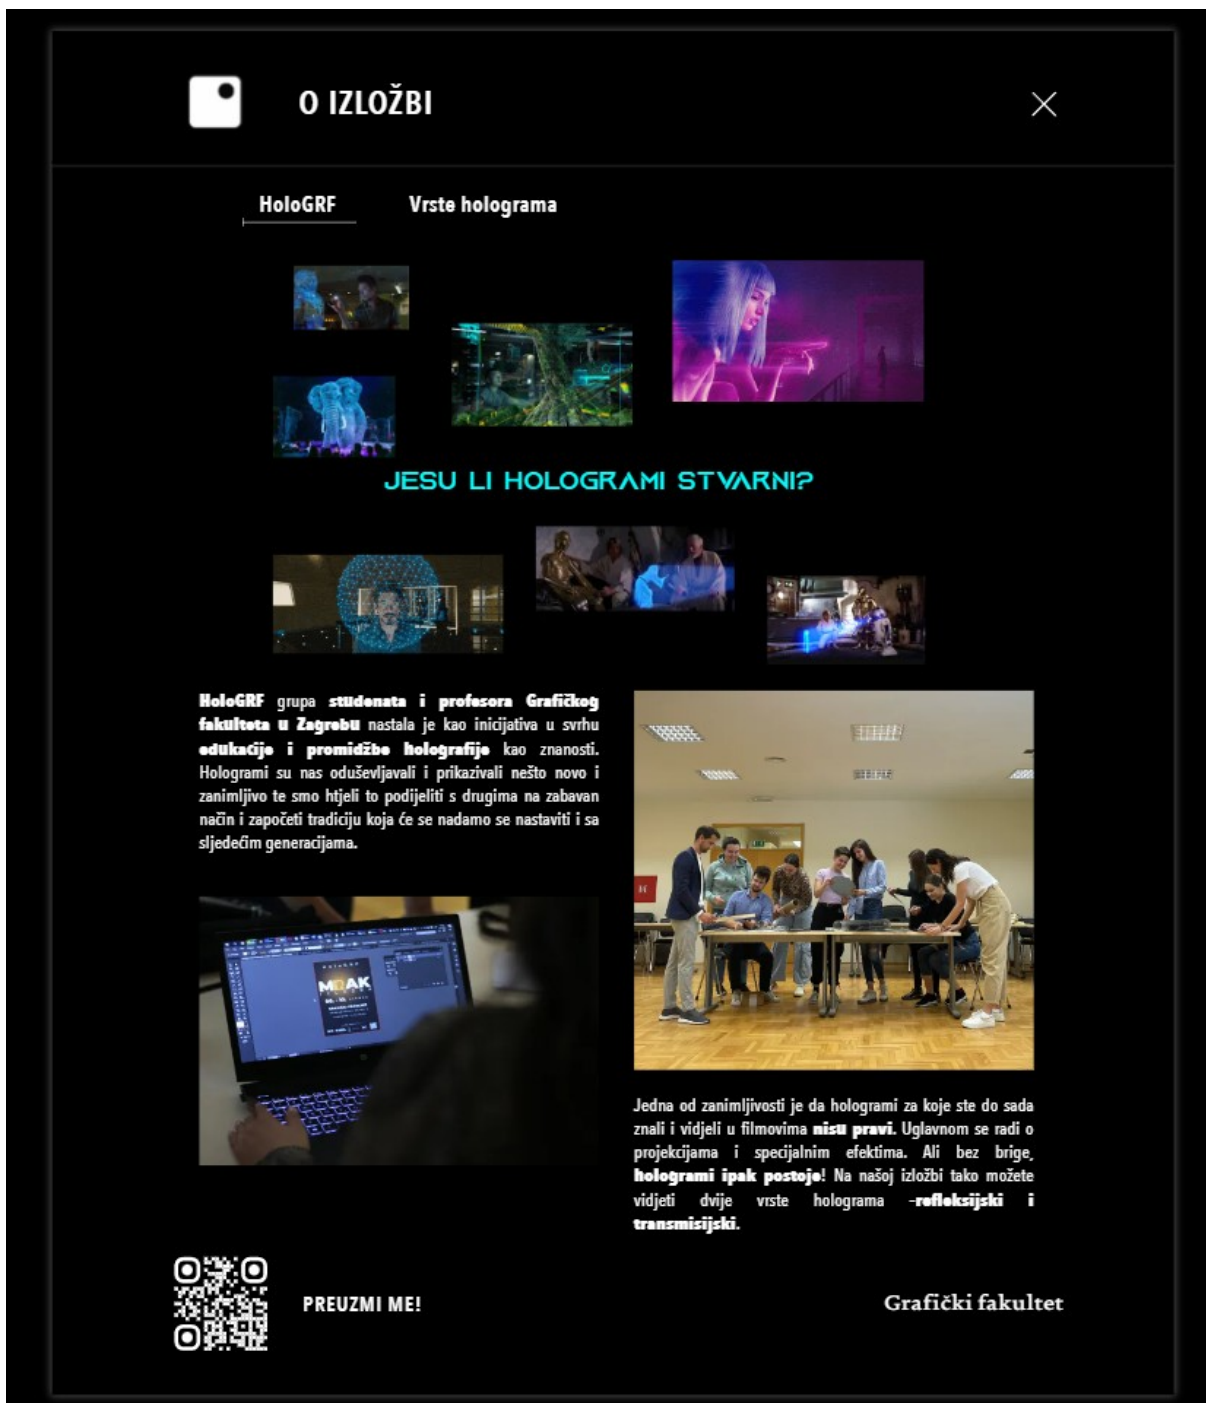 O IZLOŽBI
HoloGRF
Vrste holograma
JESU LI HOLOGRAMI STVARNI?
HoloGRF grupa studenata i profesora Grafičkog
fakulteta u Zagrebu nastala je kao inicijativa u svrhu
edukacije i promidžbe holografije kao znanosti.
Hologrami su nas oduševljavali i prikazivali nešto novo i
zanimljivo te smo htjeli to podijeliti s drugima na zabavan
način i započeti tradiciju koja će se nadamo se nastaviti i sa
sljedećim generacijama.
Jedna od zanimljivosti je da hologrami za koje ste do sada
znali i vidjeli u filmovima nisu pravi. Uglavnom se radi o
projekcijama i specijalnim efektima. Ali bez brige,
hologrami ipak postoje! Na našoj izložbi tako možete
vidjeti dvije vrste holograma –refleksijski i
transmisijski.
PREUZMI ME!
Grafički fakultet